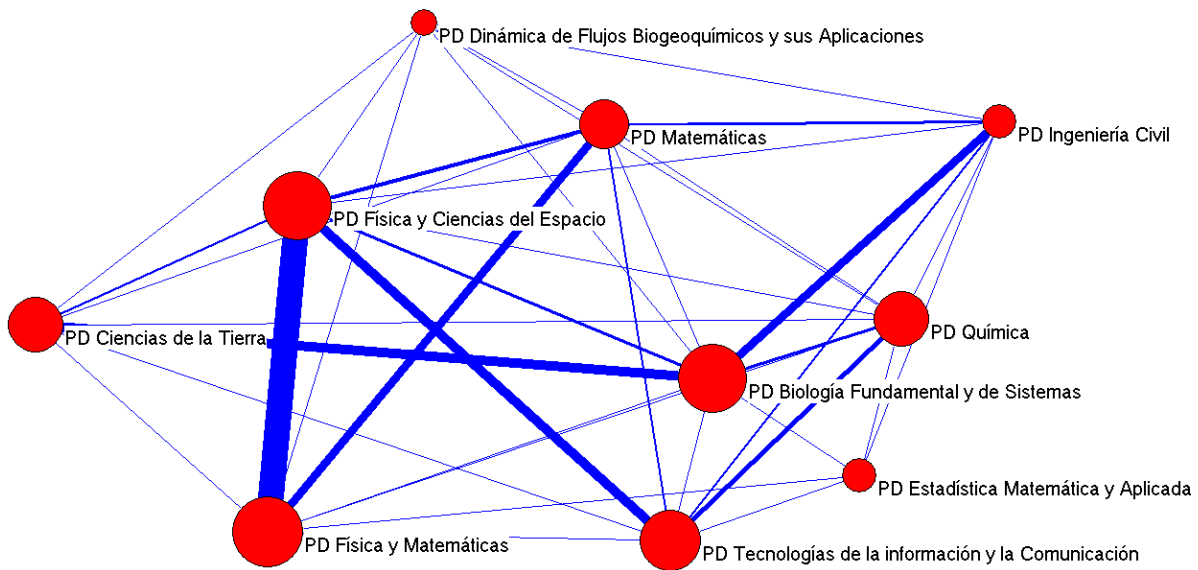 PD Dinámica de Flujos Biogeoquímicos y sus Aplicaciones
PD Matemáticas
PD Ingeniería Civil
PD Física y Ciencias del Espacio
PD Ciencias de la Tierra
PD Química
PD Biología Fundamental y de Sistemas
PD Estadística Matemática y Aplicada
PD Física y Matemáticas
PD Tecnologías de la información y la Comunicación